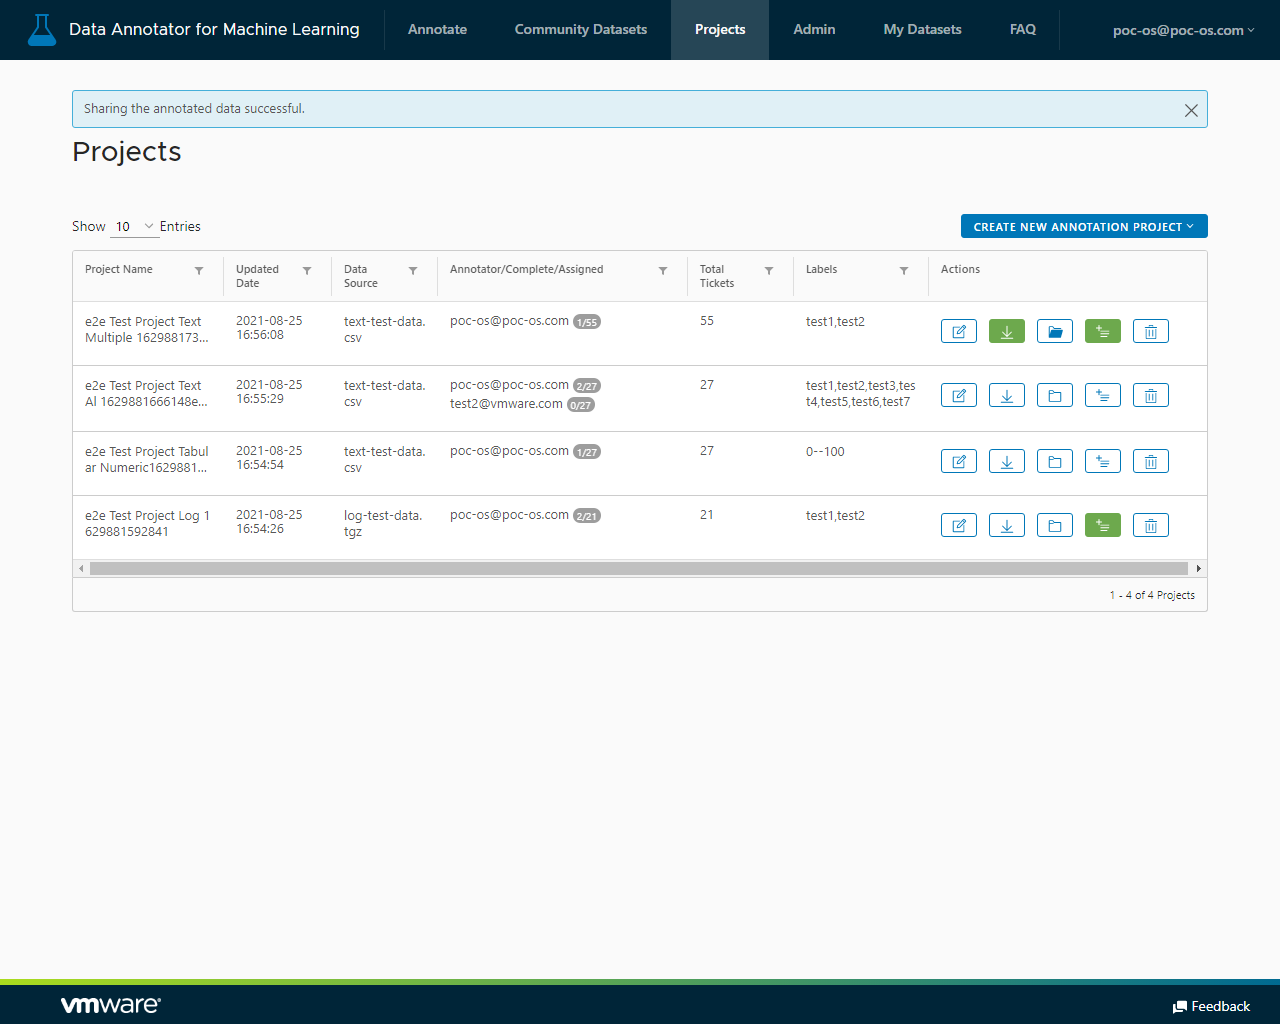 Data Annotator for Machine Learning
Annotate
Community Datasets
Projects
Admin
My Datasets
FAQ
poc-os@poc-os.com
Sharing the annotated data successful.
Projects
Show 10 Entries
CREATE NEW ANNOTATION PROJECT
Project Name
Updated
Date
Data
Source
Annotator/Complete/Assigned
Total
Tickets
Labels
Actions
e2e Test Project Text
Multiple 162988173...
2021-08-25
16:56:08
text-test-data.
csv
poc-os@poc-os.com 1/55
55
test1,test2
e2e Test Project Text
Al 1629881666148e...
2021-08-25
16:55:29
text-test-data.
csv
poc-os@poc-os.com 2/27
test2@vmware.com 0/27
27
test1,test2,test3,tes
t4,test5,test6,test7
e2e Test Project Tabul
ar Numeric1629881...
2021-08-25
16:54:54
text-test-data.
csv
poc-os@poc-os.com 1/27
27
0--100
e2e Test Project Log 1
629881592841
2021-08-25
16:54:26
log-test-data.
tgz
poc-os@poc-os.com 2/21
21
test1,test2
1 - 4 of 4 Projects
vmware
Feedback